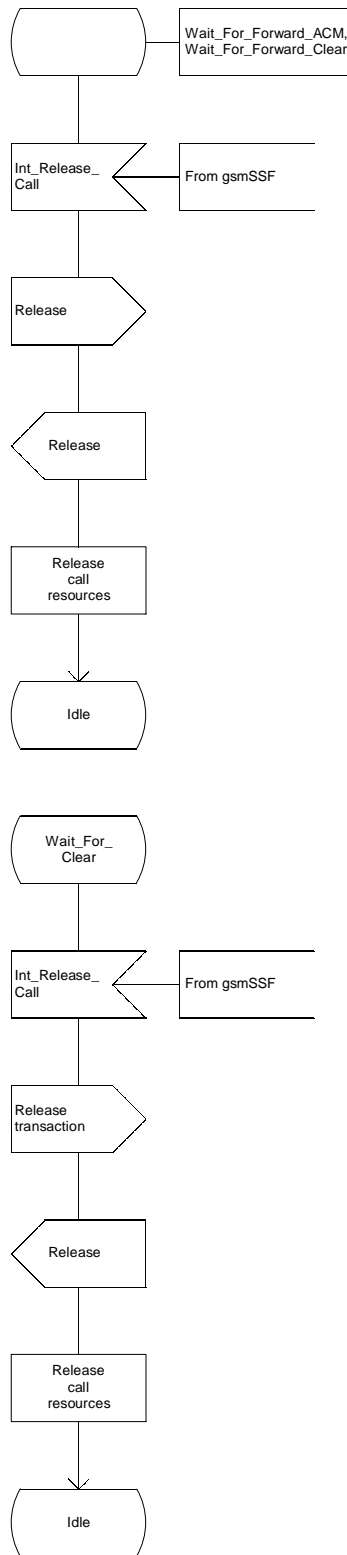 Wait_For_Forward_ACM,
Wait_For_Forward_Clear
Int_Release_
Call
From gsmSSF
Release
Release
Release
call
resources
Idle
Wait_For_
Clear
Int_Release_
Call
From gsmSSF
Release
transaction
Release
Release
call
resources
Idle